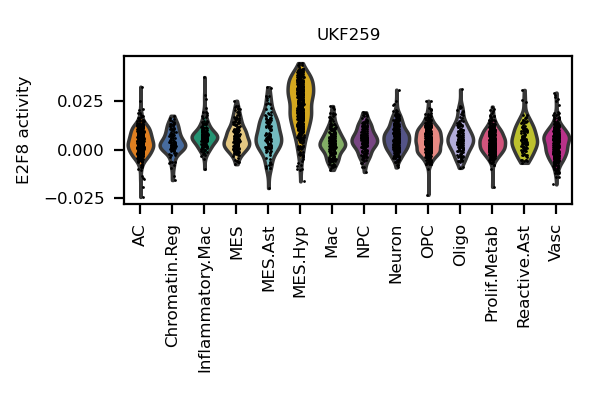 UKF259
E2F8 activity
0.025
0.000
−0.025
AC
Chromatin.Reg
Inflammatory.Mac
MES
MES.Ast
MES.Hyp
Mac
NPC
Neuron
OPC
Oligo
Prolif.Metab
Reactive.Ast
Vasc